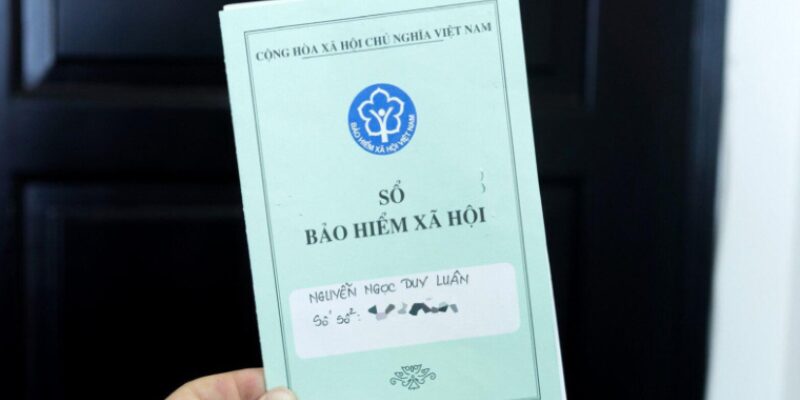 CỘNG HÒA XÃ HỘI CHỦ NGHĨA VIỆT NAM
BẢO HIỂM XÃ HỘI VIỆT NAM
SỔ
BẢO HIỂM XÃ HỘI
NGUYỄN NGỌC DUY LUÂN
Số sổ: